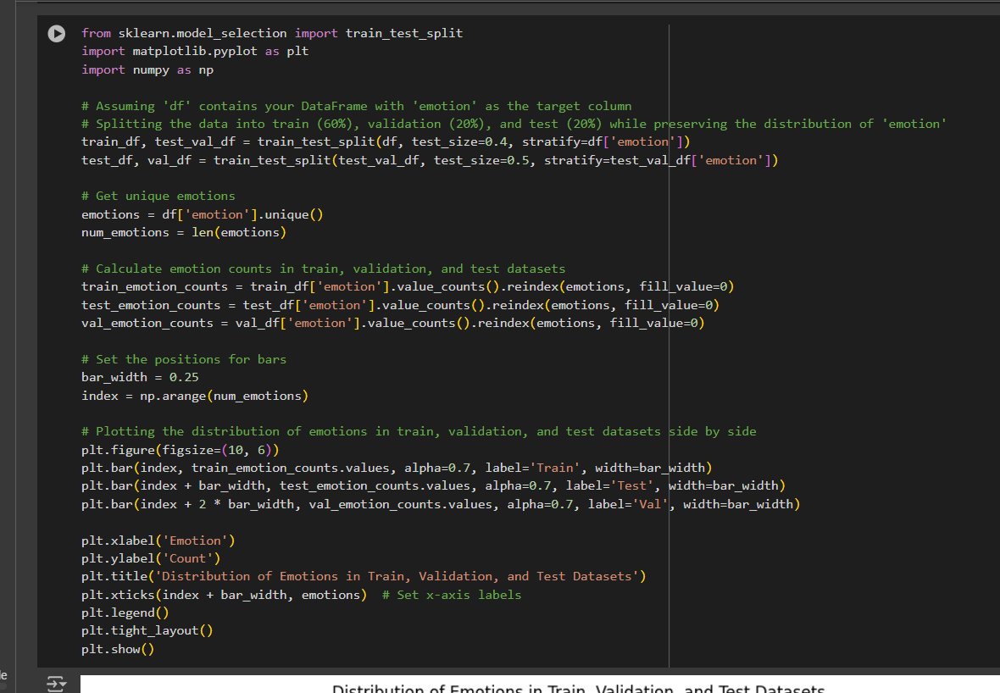 from sklearn.model_selection import train_test_split
import matplotlib.pyplot as plt
import numpy as np
# Assuming 'df' contains your DataFrame with 'emotion' as the target column
# Splitting the data into train (60%), validation (20%), and test (20%) while preserving the distribution of 'emotion'
train_df, test_val_df = train_test_split(df, test_size=0.4, stratify=df['emotion'])
test_df, val_df = train_test_split(test_val_df, test_size=0.5, stratify=test_val_df['emotion'])
# Get unique emotions
emotions = df['emotion'].unique()
num_emotions = len(emotions)
# Calculate emotion counts in train, validation, and test datasets
train_emotion_counts = train_df['emotion'].value_counts().reindex(emotions, fill_value=0)
test_emotion_counts = test_df['emotion'].value_counts().reindex(emotions, fill_value=0)
val_emotion_counts = val_df['emotion'].value_counts().reindex(emotions, fill_value=0)
# Set the positions for bars
bar_width = 0.25
index = np.arange(num_emotions)
# Plotting the distribution of emotions in train, validation, and test datasets side by side
plt.figure(figsize=(10, 6))
plt.bar(index, train_emotion_counts.values, alpha=0.7, label='Train', width=bar_width)
plt.bar(index + bar_width, test_emotion_counts.values, alpha=0.7, label='Test', width=bar_width)
plt.bar(index + 2 * bar_width, val_emotion_counts.values, alpha=0.7, label='Val', width=bar_width)
plt.xlabel('Emotion')
plt.ylabel('Count')
plt.title('Distribution of Emotions in Train, Validation, and Test Datasets')
plt.xticks(index + bar_width, emotions)  # Set x-axis labels
plt.legend()
plt.tight_layout()
plt.show()
Distribution of Emotions in Train, Validation, and Test Datasets